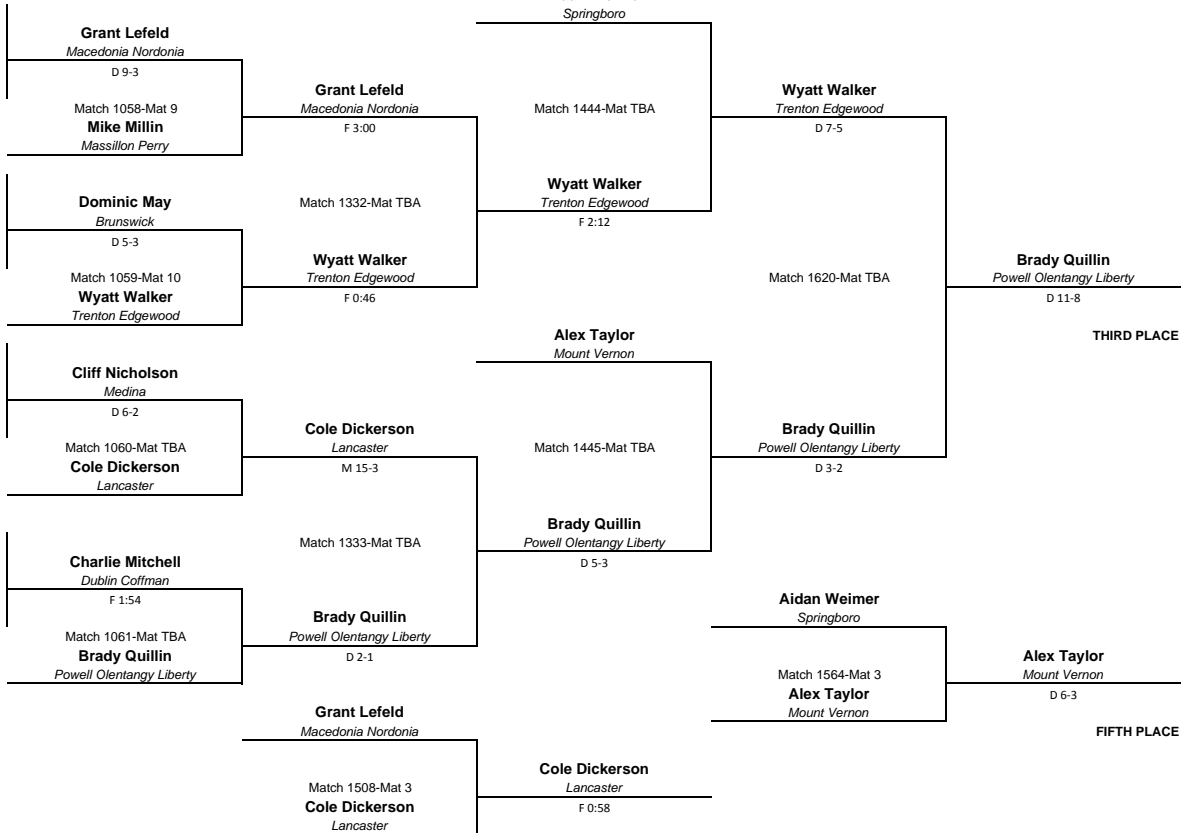 Springboro
Grant Lefeld
Macedonia Nordonia
D 9-3
Match 1058-Mat 9
Mike Millin
Massillon Perry
Grant Lefeld
Macedonia Nordonia
F 3:00
Match 1444-Mat TBA
Wyatt Walker
Trenton Edgewood
D 7-5
Dominic May
Brunswick
D 5-3
Match 1059-Mat 10
Wyatt Walker
Trenton Edgewood
Match 1332-Mat TBA
Wyatt Walker
Trenton Edgewood
F 0:46
Wyatt Walker
Trenton Edgewood
F 2:12
Match 1620-Mat TBA
Brady Quillin
Powell Olentangy Liberty
D 11-8
THIRD PLACE
Alex Taylor
Mount Vernon
Cliff Nicholson
Medina
D 6-2
Match 1060-Mat TBA
Cole Dickerson
Lancaster
Cole Dickerson
Lancaster
M 15-3
Match 1445-Mat TBA
Brady Quillin
Powell Olentangy Liberty
D 3-2
Match 1333-Mat TBA
Brady Quillin
Powell Olentangy Liberty
D 5-3
Charlie Mitchell
Dublin Coffman
F 1:54
Match 1061-Mat TBA
Brady Quillin
Powell Olentangy Liberty
Brady Quillin
Powell Olentangy Liberty
D 2-1
Aidan Weimer
Springboro
Match 1564-Mat 3
Alex Taylor
Mount Vernon
Alex Taylor
Mount Vernon
D 6-3
FIFTH PLACE
Grant Lefeld
Macedonia Nordonia
Match 1508-Mat 3
Cole Dickerson
Lancaster
Cole Dickerson
Lancaster
F 0:58